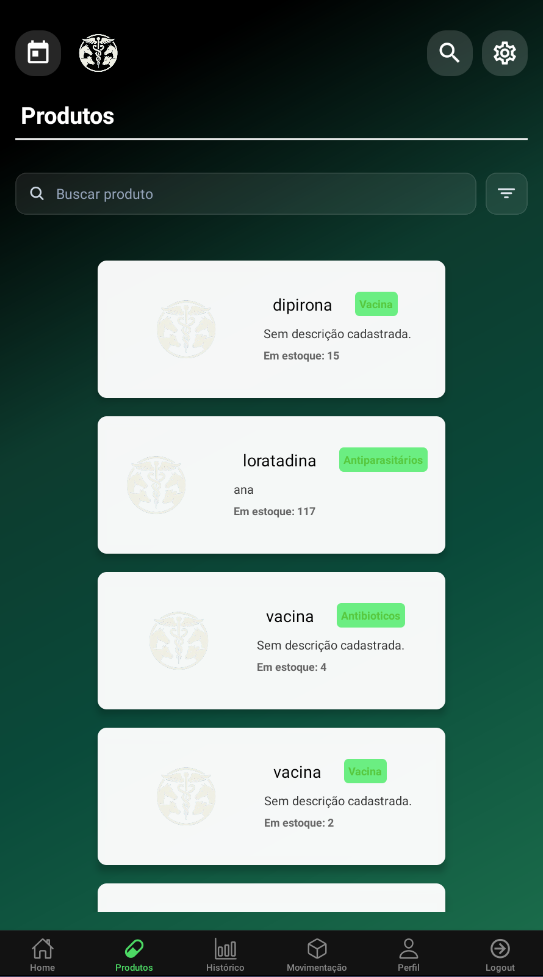 Produtos
Buscar produto
dipirona Vacina
Sem descrição cadastrada.
Em estoque: 15
loratadina Antiparasitários
ana
Em estoque: 117
vacina Antibioticos
Sem descrição cadastrada.
Em estoque: 4
vacina Vacina
Sem descrição cadastrada.
Em estoque: 2
Home Produtos Histórico Movimentação Perfil Logout